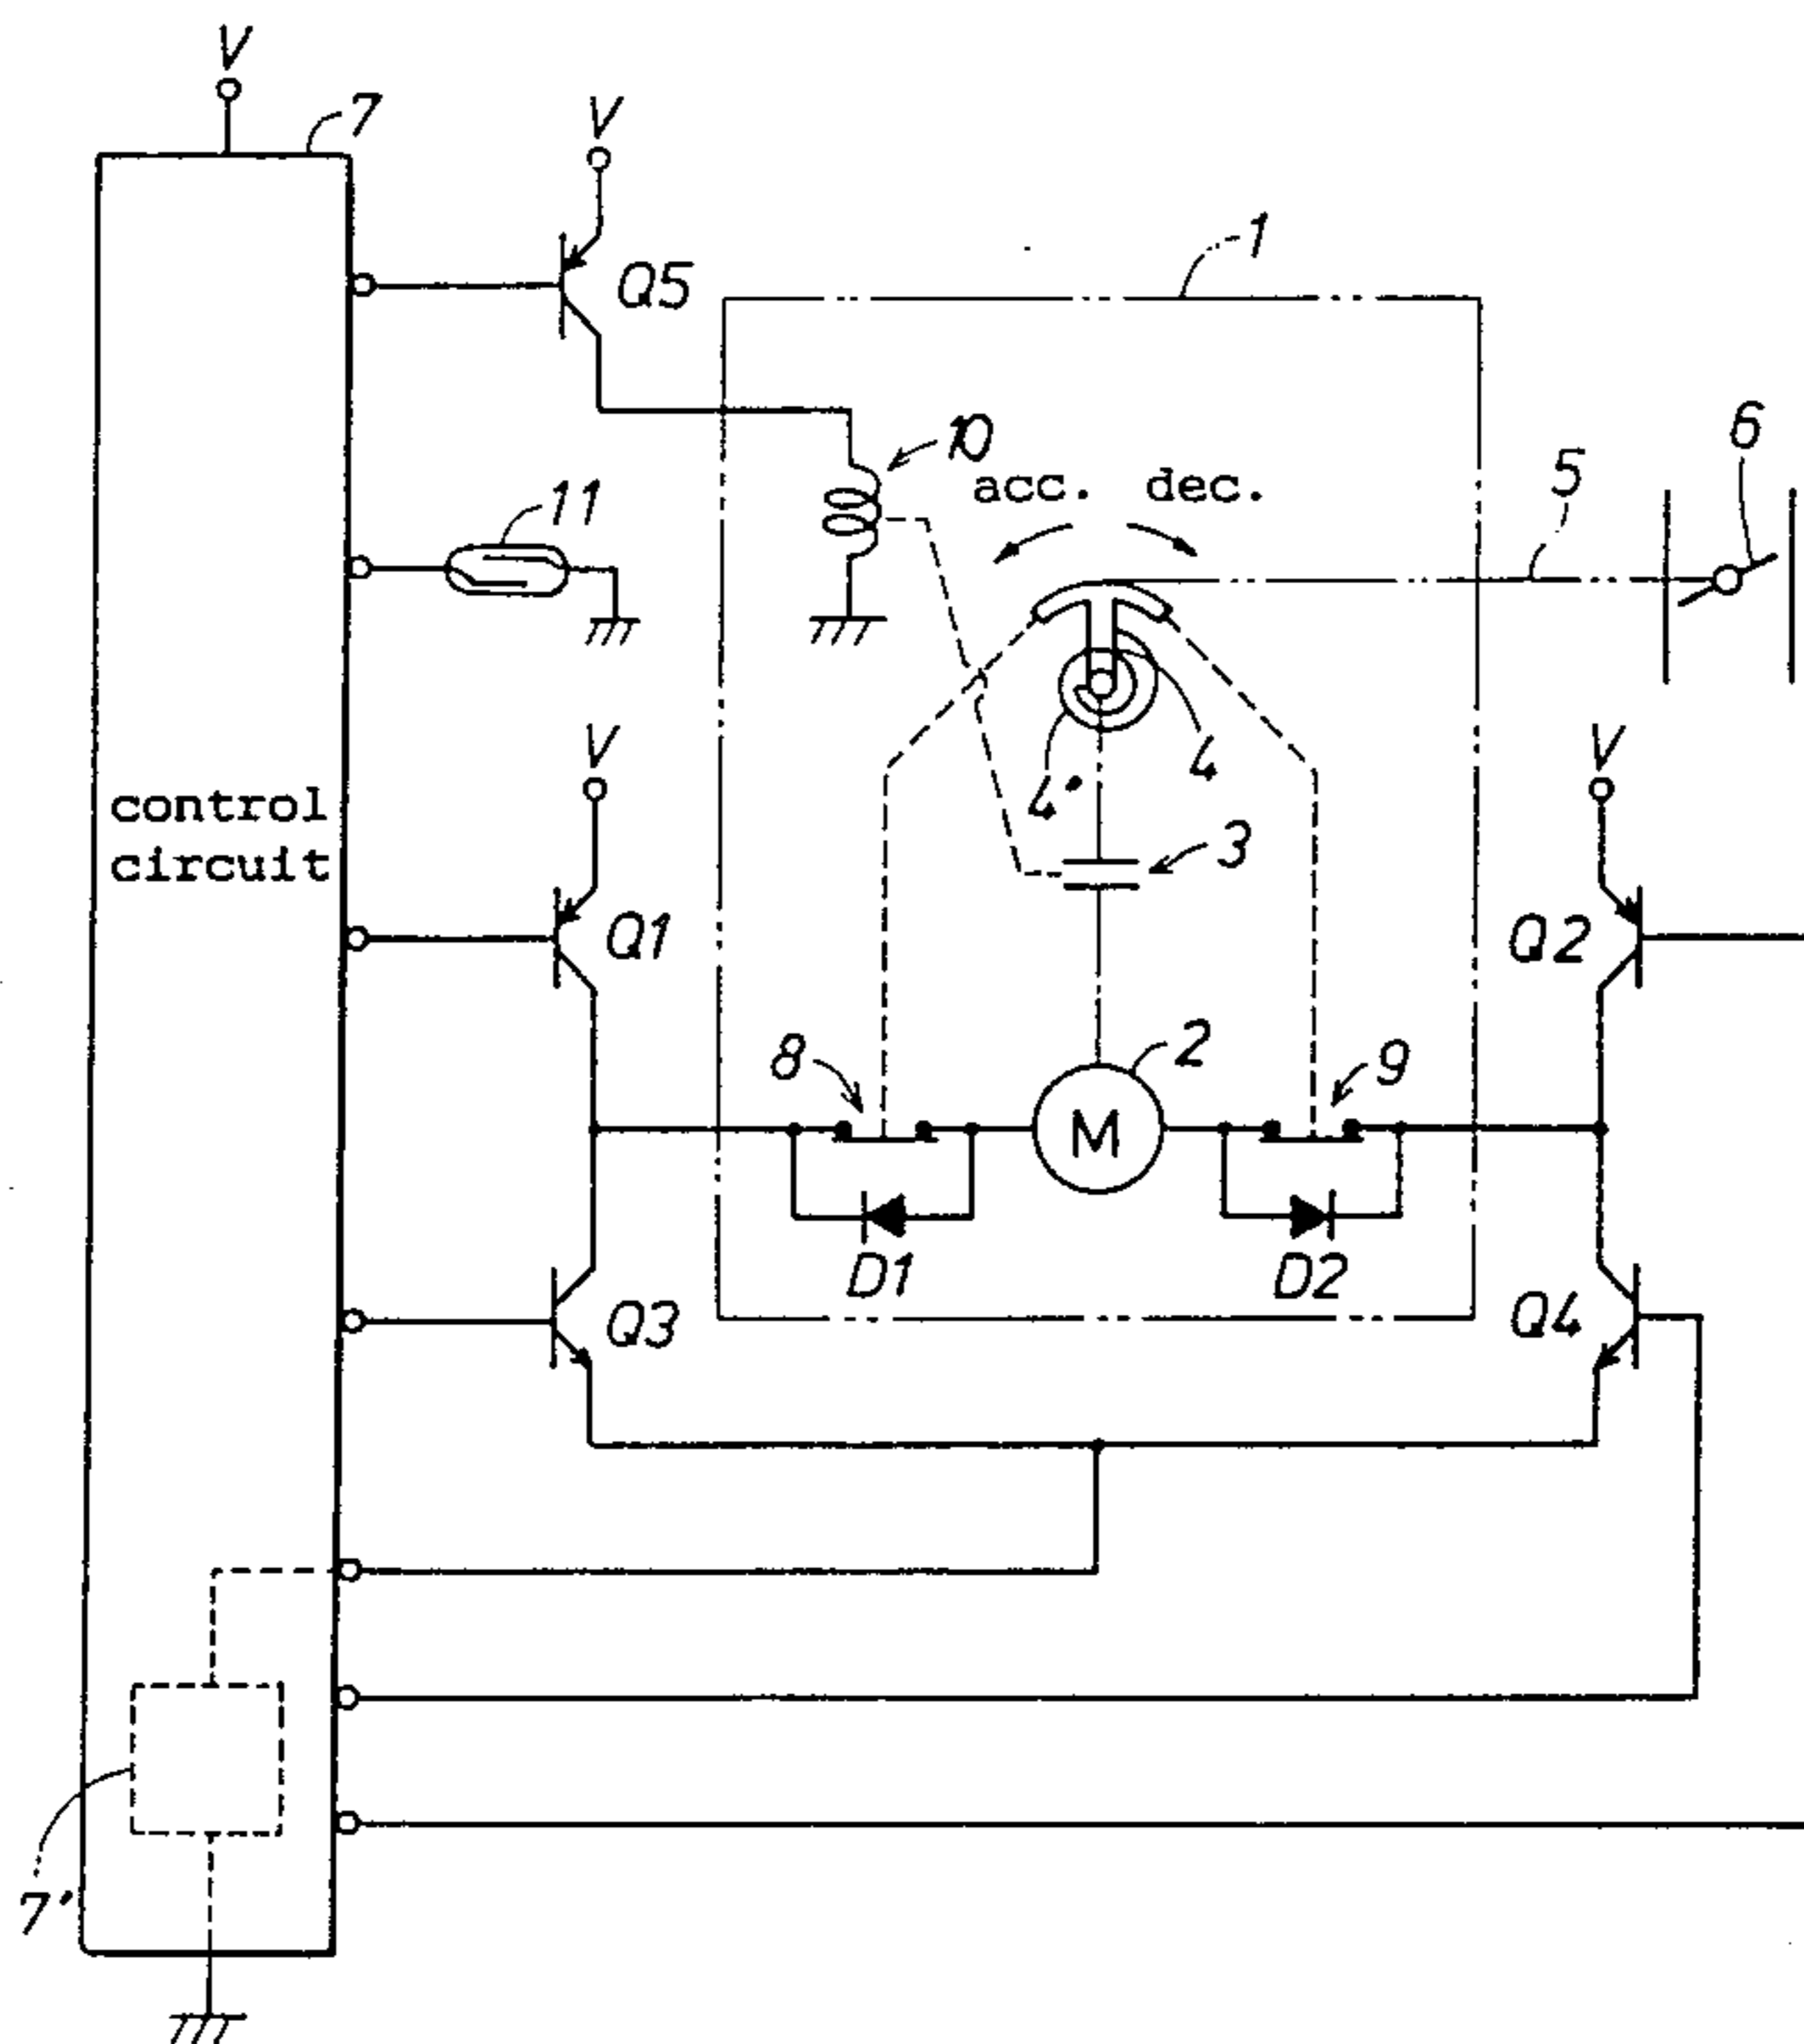 V
7
V
1
Q5
10
acc. dec.
5
6
11
V
4
4'
V
control
circuit
3
Q1
Q2
8
2
9
M
D1
D2
Q3
Q4
7'